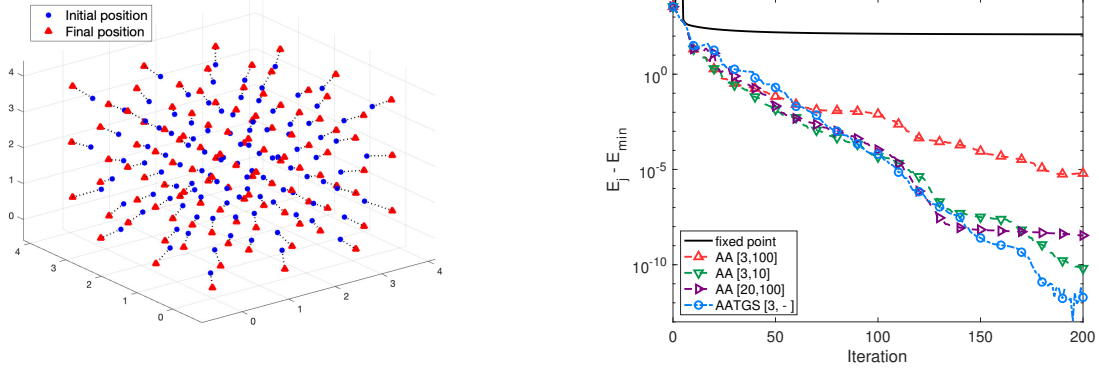 Initial position
Final position
4
3
2
1
0
4
3
2
1
0
0
1
2
3
4
E_j - E_min
10^0
10^-5
10^-10
fixed point
AA [3,100]
AA [3,10]
AA [20,100]
AATGS [3, - ]
0
50
100
150
200
Iteration